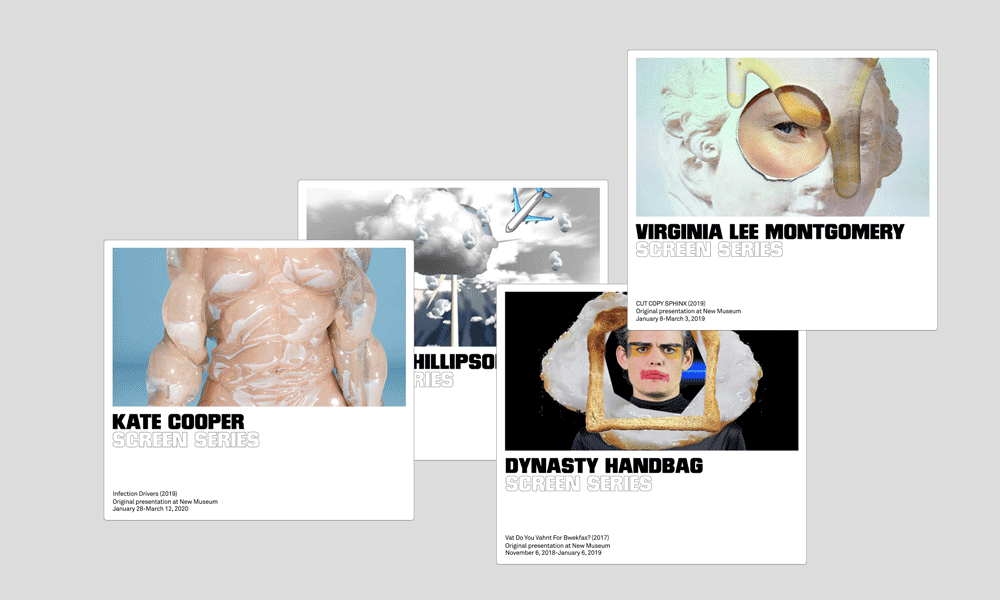 VIRGINIA LEE MONTGOMERY
SCREEN SERIES
CUT COPY SPHINX (2019)
Original presentation at New Museum
January 8-March 3, 2019
HILLIPSO
RIES
KATE COOPER
SCREEN SERIES
Infection Drivers (2019)
Original presentation at New Museum
January 28-March 12, 2020
DYNASTY HANDBAG
SCREEN SERIES
Vat Do You Vahnt For Bwekfas? (2017)
Original presentation at New Museum
November 6, 2018-January 6, 2019